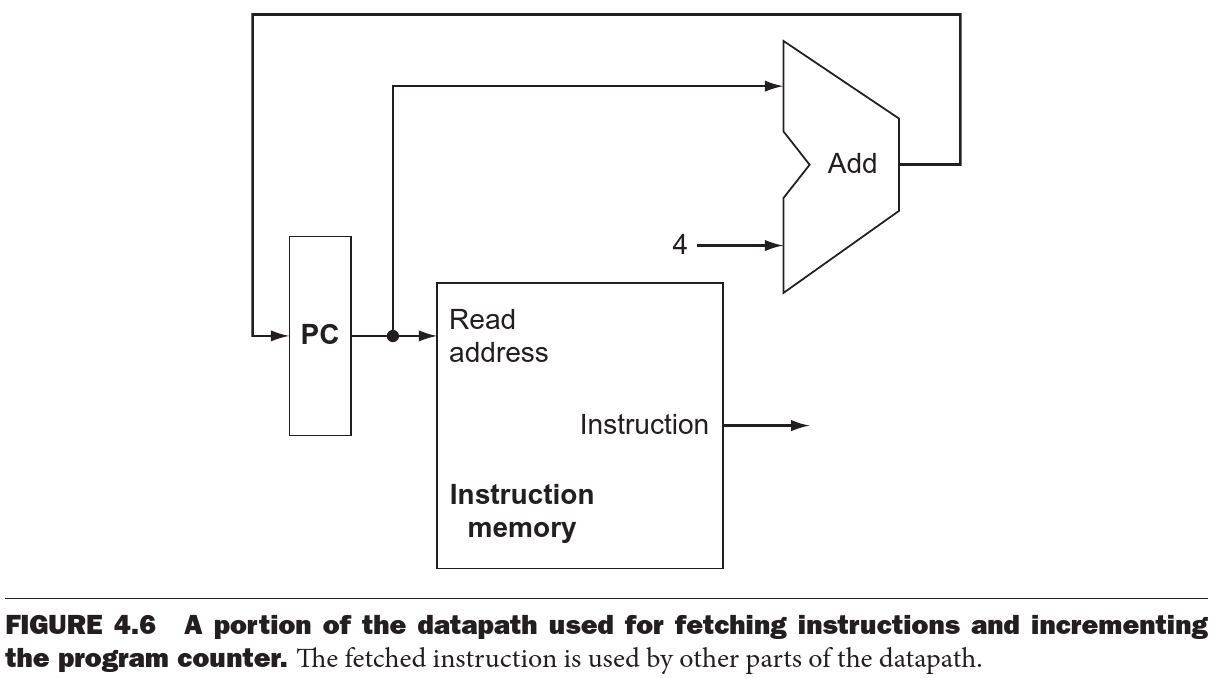 Add
4
PC
Read
address
Instruction
Instruction
memory
FIGURE 4.6 A portion of the datapath used for fetching instructions and incrementing
the program counter. The fetched instruction is used by other parts of the datapath.